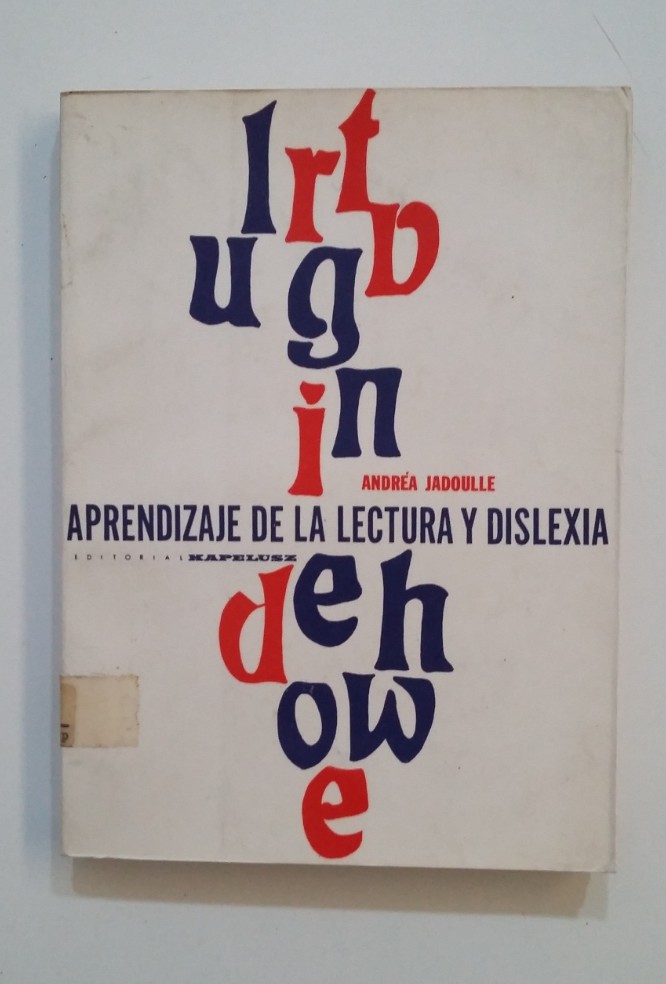 l r t
u g v
i n
ANDRÉA JADOULLE
APRENDIZAJE DE LA LECTURA Y DISLEXIA
EDITORIAL KAPELUSZ
d e h
o w
e